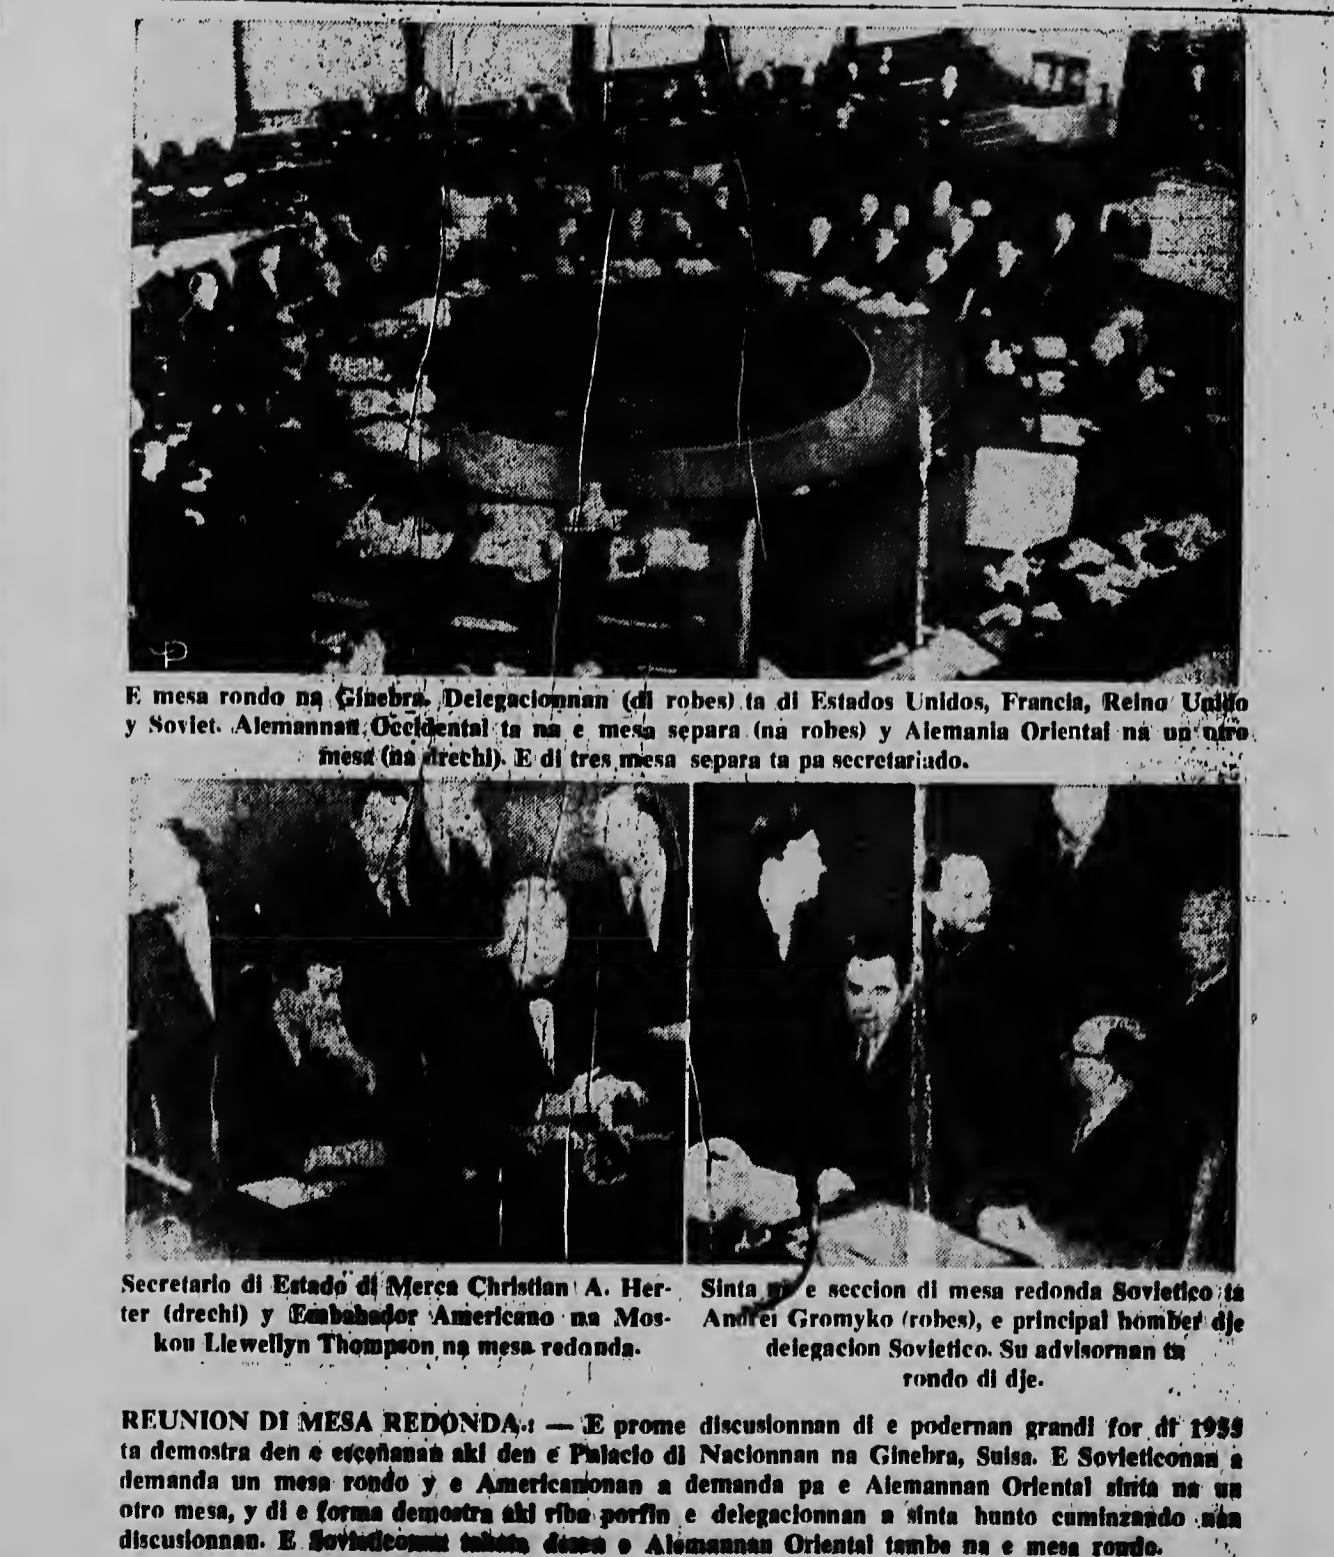 E mesa rondo na Ginebra. Delegacionnan (di robes) ta di Estados Unidos, Francia, Reino Unido
y Soviet. Alemannan Occidental ta na e mesa separa (na robes) y Alemania Oriental na un otro
mesa (na drechi). E di tres mesa separa ta pa secretariado.
Secretario di Estado di Merca Christian A. Her-
ter (drechi) y Embahador Americano na Mos-
kou Llewellyn Thompson na mesa redonda.
Sinta e seccion di mesa redonda Sovietico ta
Andrei Gromyko (robes), e principal homber dje
delegacion Sovietico. Su advisornan ta
rondo di dje.
REUNION DI MESA REDONDA: — E prome discusionnan di e podernan grandi for di 1955
ta demostra den e escenanan aki den e Palacio di Nacionnan na Ginebra, Suisa. E Sovieticonan a
demanda un mesa rondo y e Americanonan a demanda pa e Alemannan Oriental sinta na un
otro mesa, y di e forma demostra aki riba porfin e delegacionnan a sinta hunto cuminzando nan
discusionnan. E e Alemannan Oriental tambe na e mesa rondo.